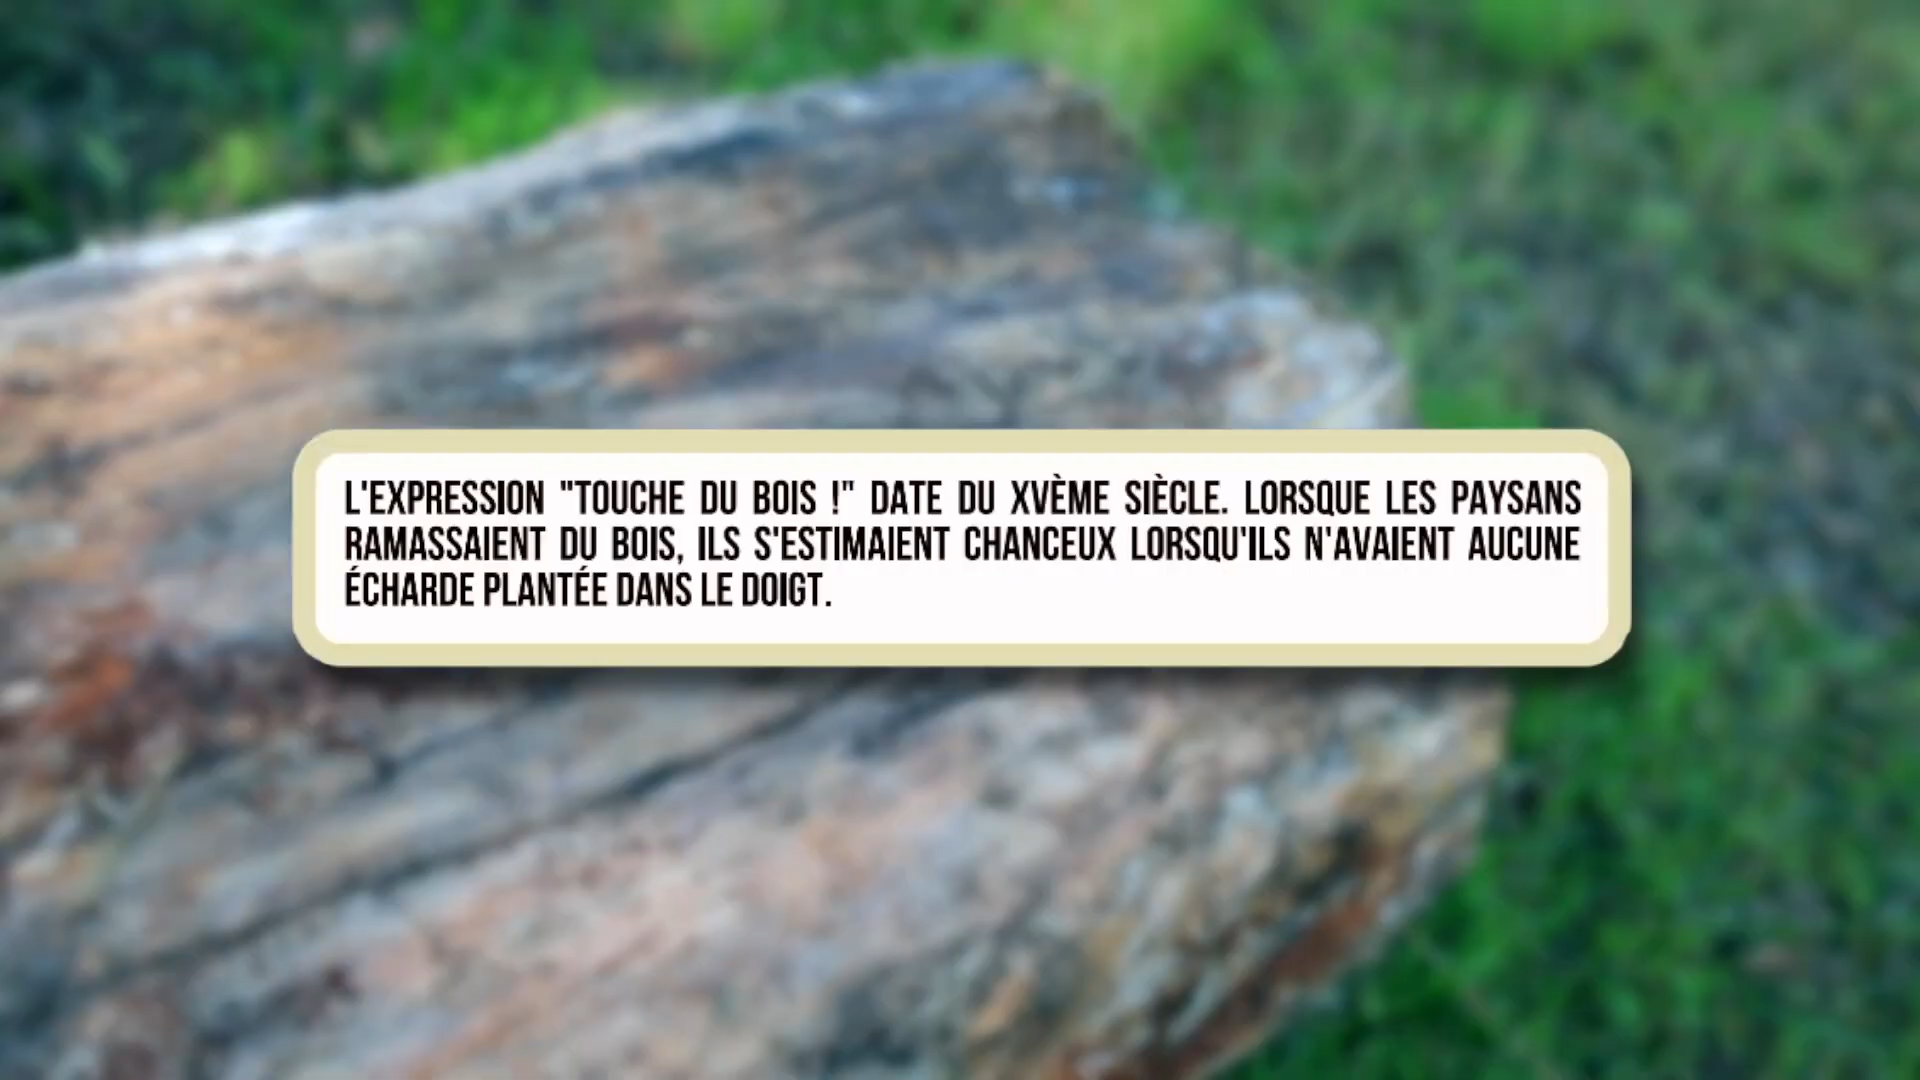 L'EXPRESSION "TOUCHE DU BOIS !" DATE DU XVÈME SIÈCLE. LORSQUE LES PAYSANS
RAMASSAIENT DU BOIS, ILS S'ESTIMAIENT CHANCEUX LORSQU'ILS N'AVAIENT AUCUNE
ÉCHARDE PLANTÉE DANS LE DOIGT.